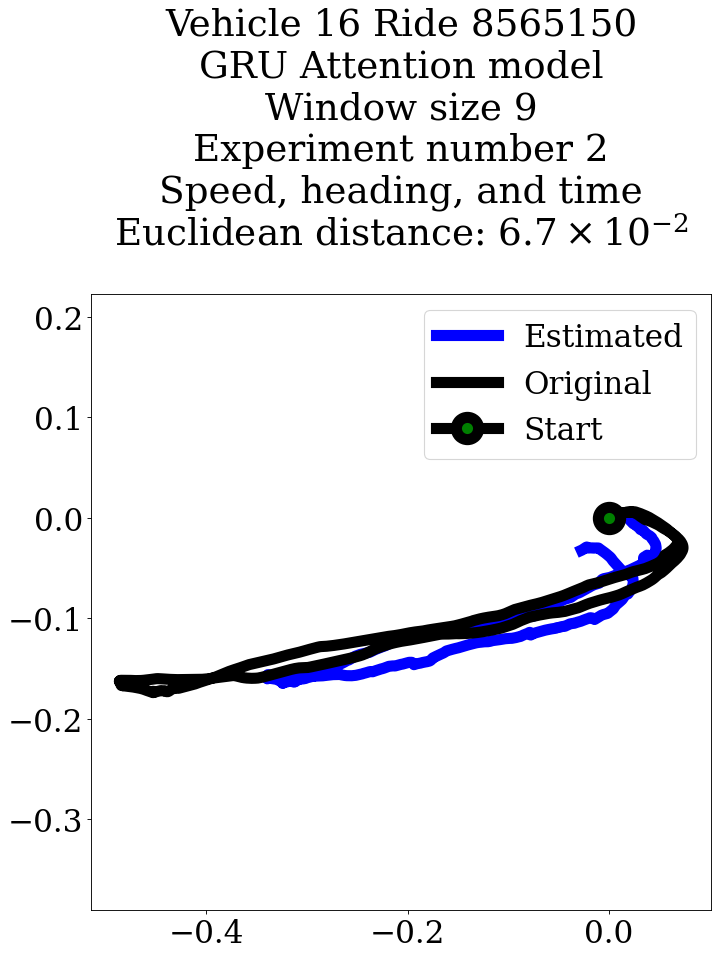 Vehicle 16 Ride 8565150
GRU Attention model
Window size 9
Experiment number 2
Speed, heading, and time
Euclidean distance: 6.7 × 10⁻²
Estimated
Original
Start
0.2
0.1
0.0
−0.1
−0.2
−0.3
−0.4
−0.2
0.0